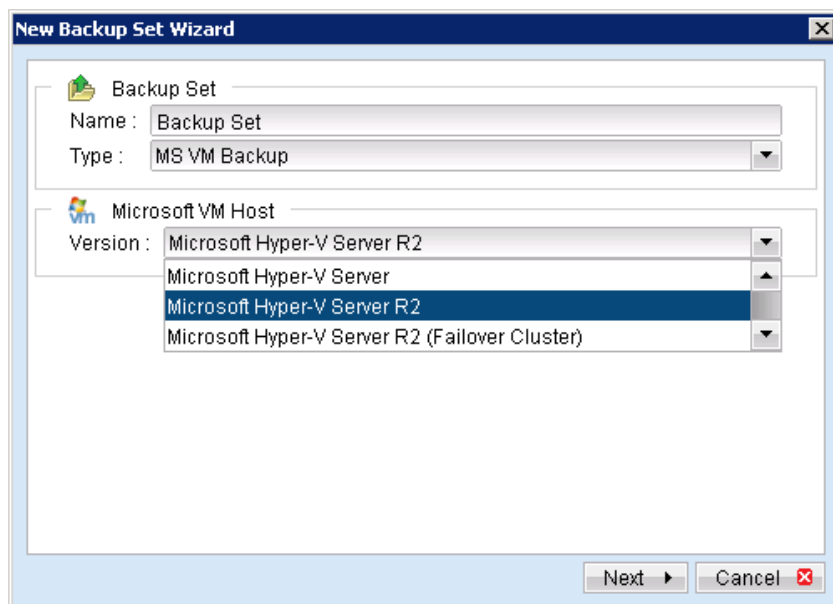 New Backup Set Wizard
Backup Set
Name : Backup Set
Type : MS VM Backup
vm Microsoft VM Host
Version : Microsoft Hyper-V Server R2
Microsoft Hyper-V Server
Microsoft Hyper-V Server R2
Microsoft Hyper-V Server R2 (Failover Cluster)
Next Cancel